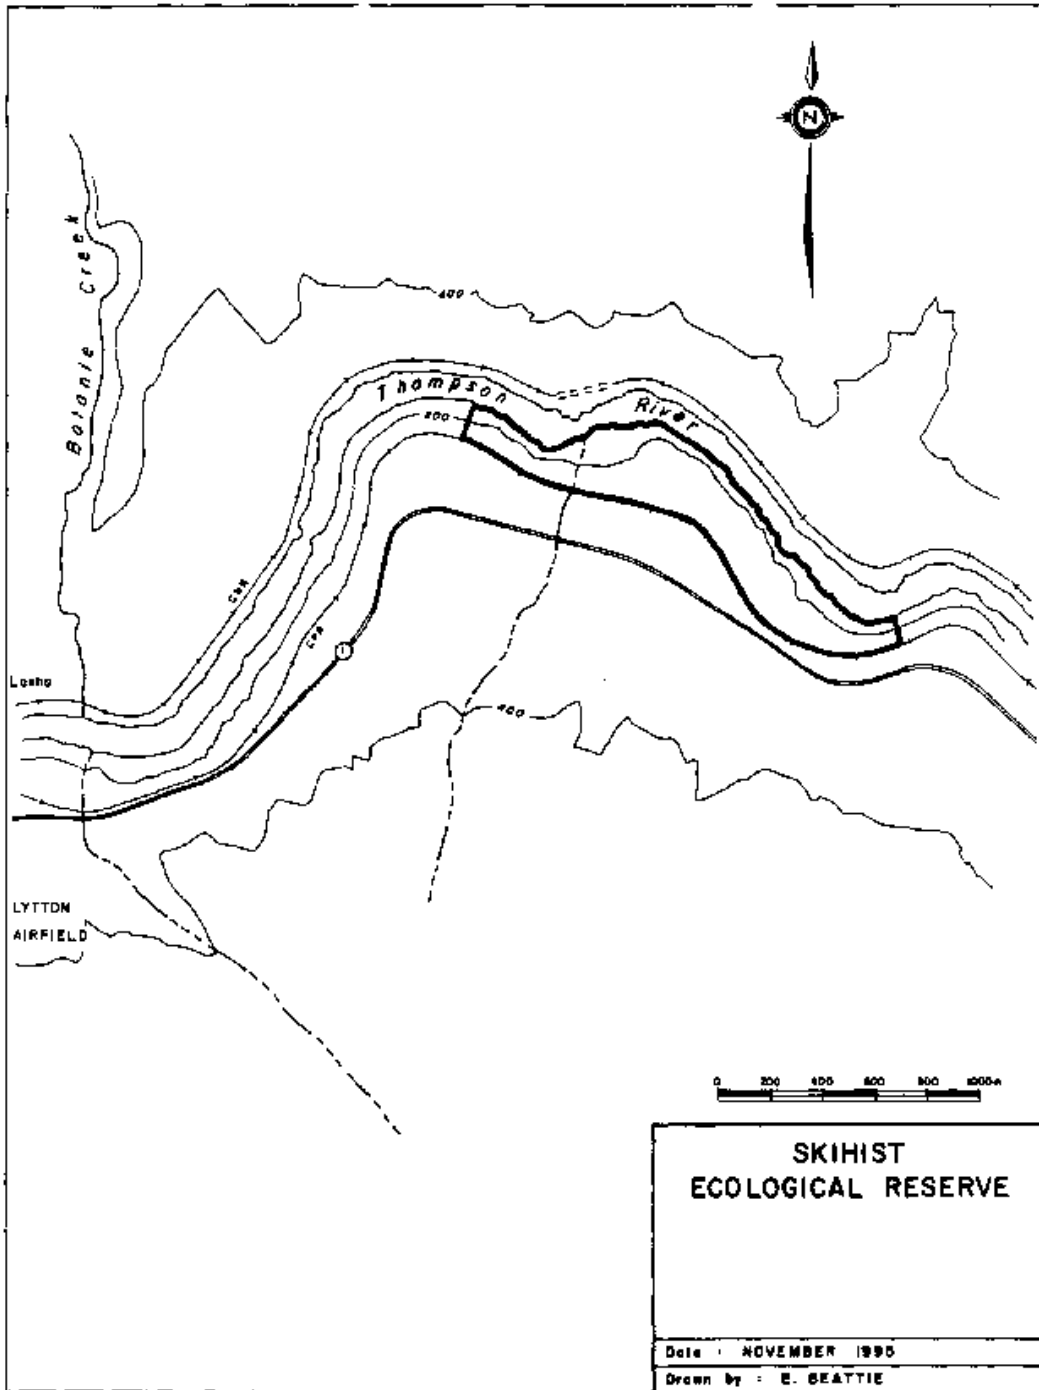 N
Botanie Creek
400
Thompson River
200
CNR
CPR
1
400
LYTTON
AIRFIELD
0 200 400 600 800 1000m
SKIHIST
ECOLOGICAL RESERVE
Date : NOVEMBER 1995
Drawn by : E. BEATTIE